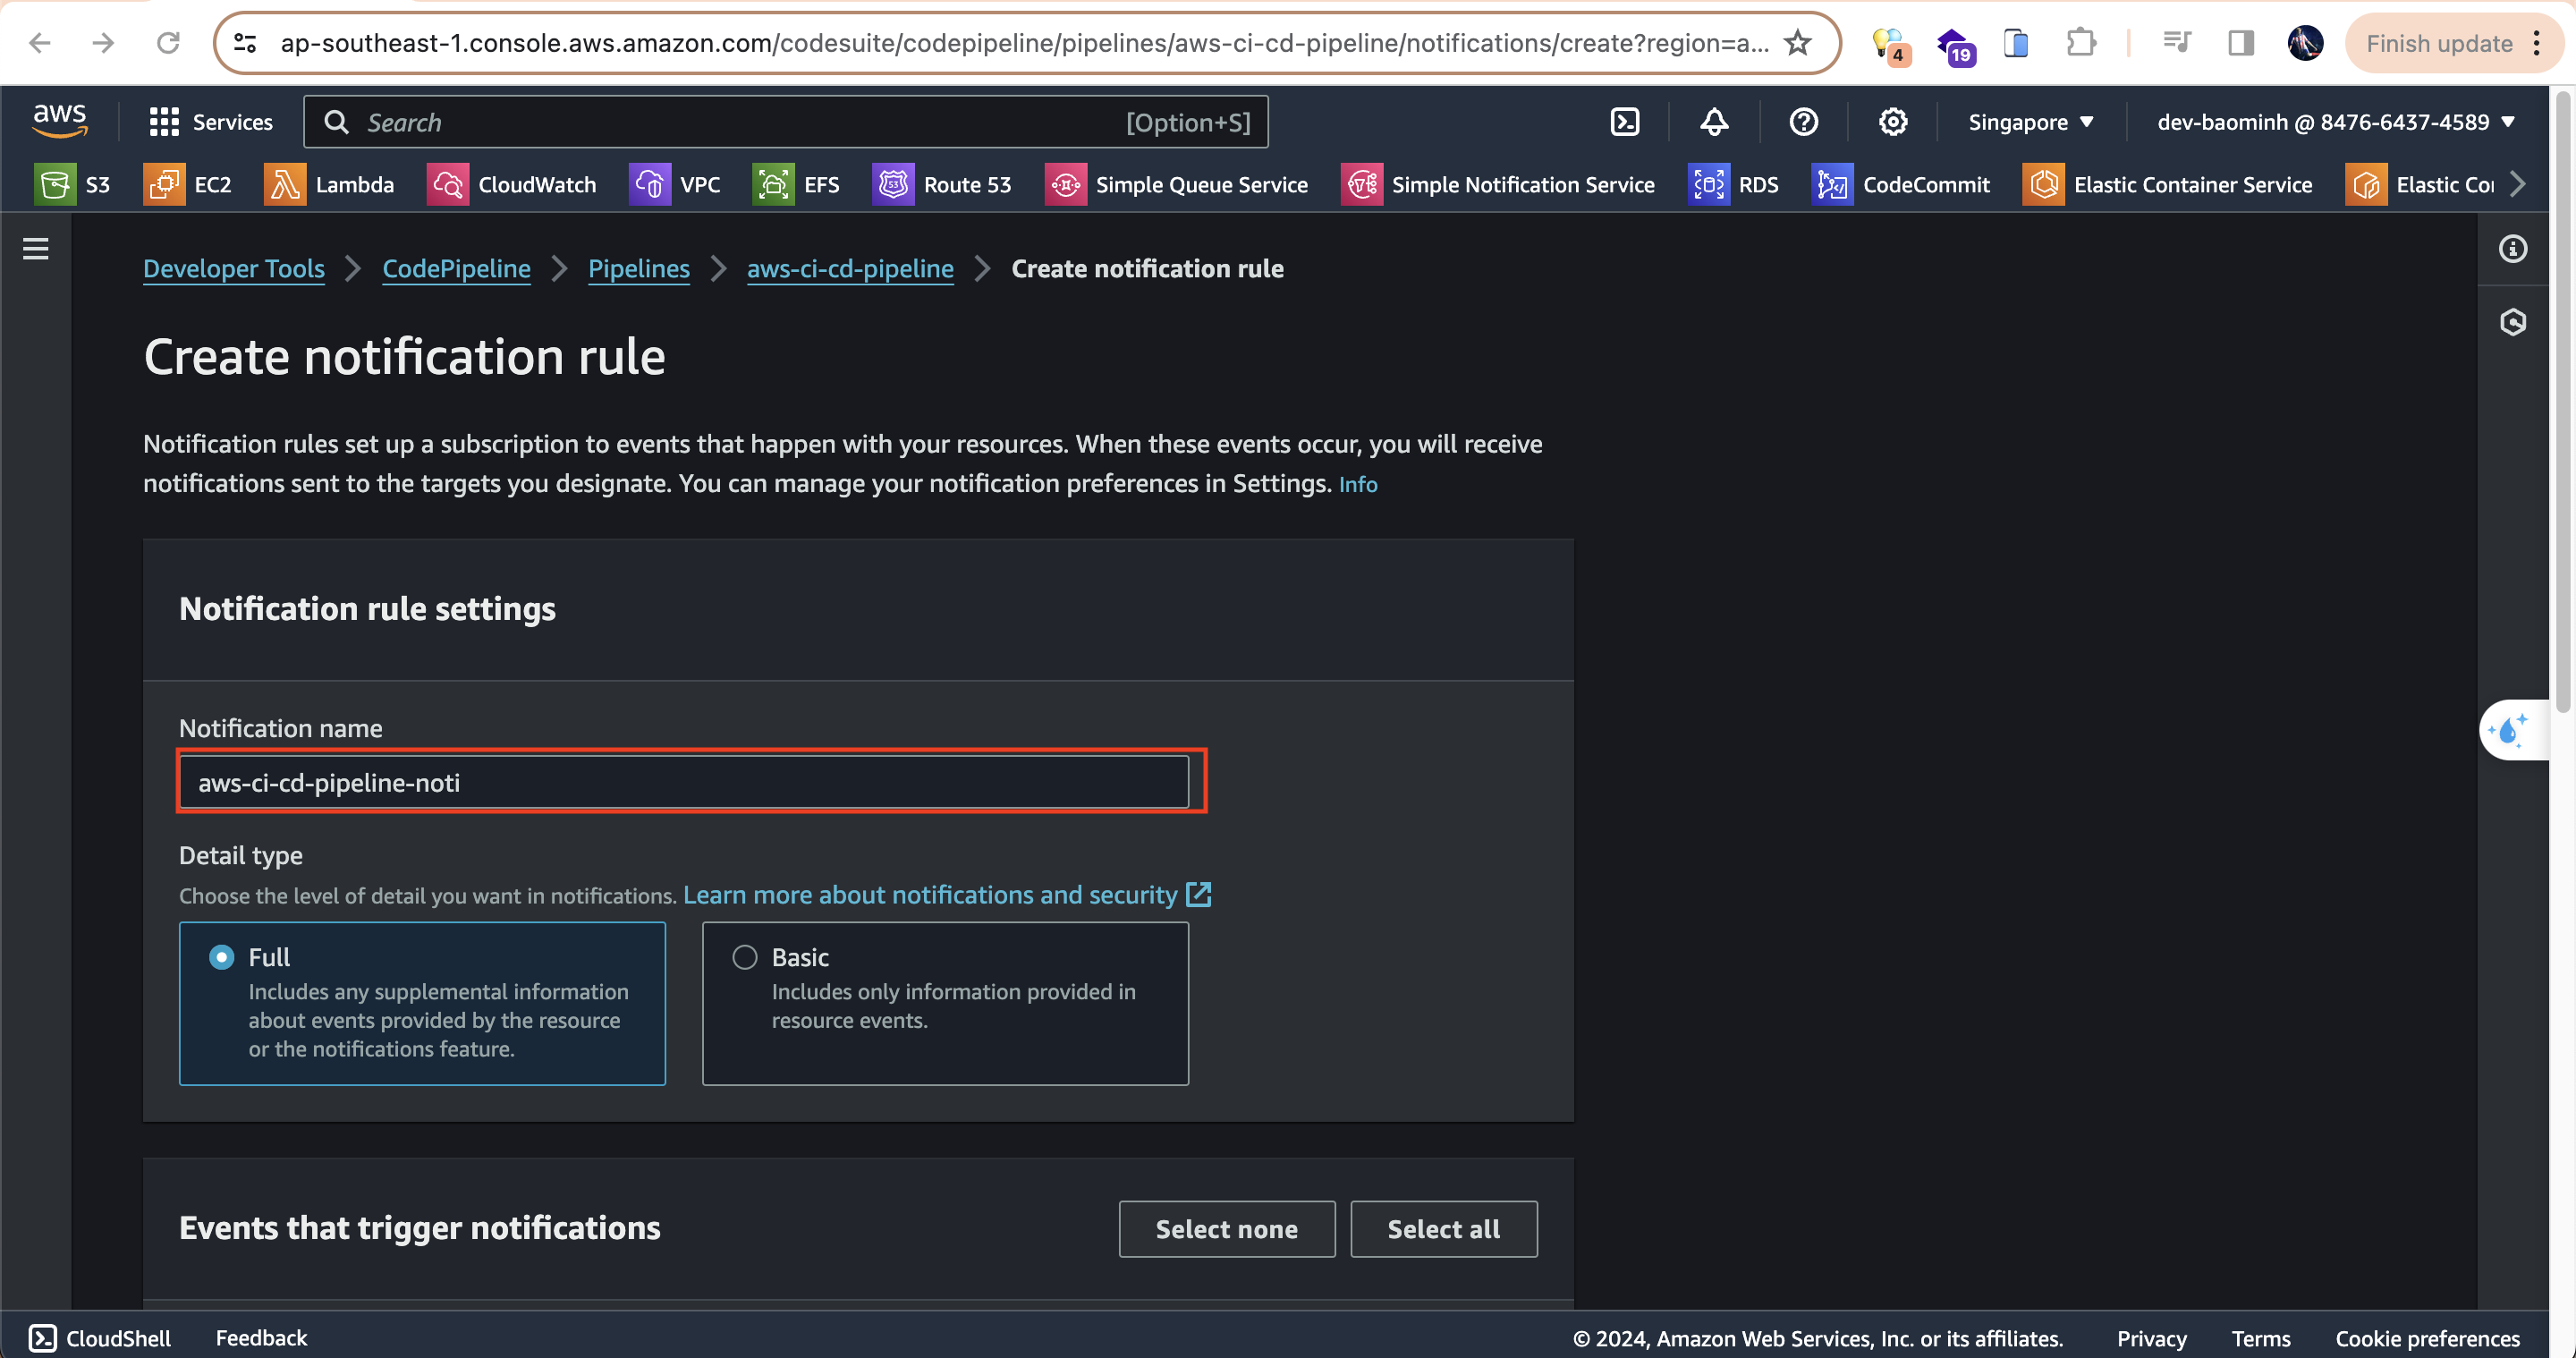 ap-southeast-1.console.aws.amazon.com/codesuite/codepipeline/pipelines/aws-ci-cd-pipeline/notifications/create?region=a...
4
19
Finish update
aws
Services
Search
[Option+S]
Singapore
dev-baominh @ 8476-6437-4589
S3
EC2
Lambda
CloudWatch
VPC
EFS
Route 53
Simple Queue Service
Simple Notification Service
RDS
CodeCommit
Elastic Container Service
Elastic Co
Developer Tools
CodePipeline
Pipelines
aws-ci-cd-pipeline
Create notification rule
Create notification rule
Notification rules set up a subscription to events that happen with your resources. When these events occur, you will receive
notifications sent to the targets you designate. You can manage your notification preferences in Settings. Info
Notification rule settings
Notification name
aws-ci-cd-pipeline-noti
Detail type
Choose the level of detail you want in notifications. Learn more about notifications and security
Full
Includes any supplemental information
about events provided by the resource
or the notifications feature.
Basic
Includes only information provided in
resource events.
Events that trigger notifications
Select none
Select all
CloudShell
Feedback
© 2024, Amazon Web Services, Inc. or its affiliates.
Privacy
Terms
Cookie preferences